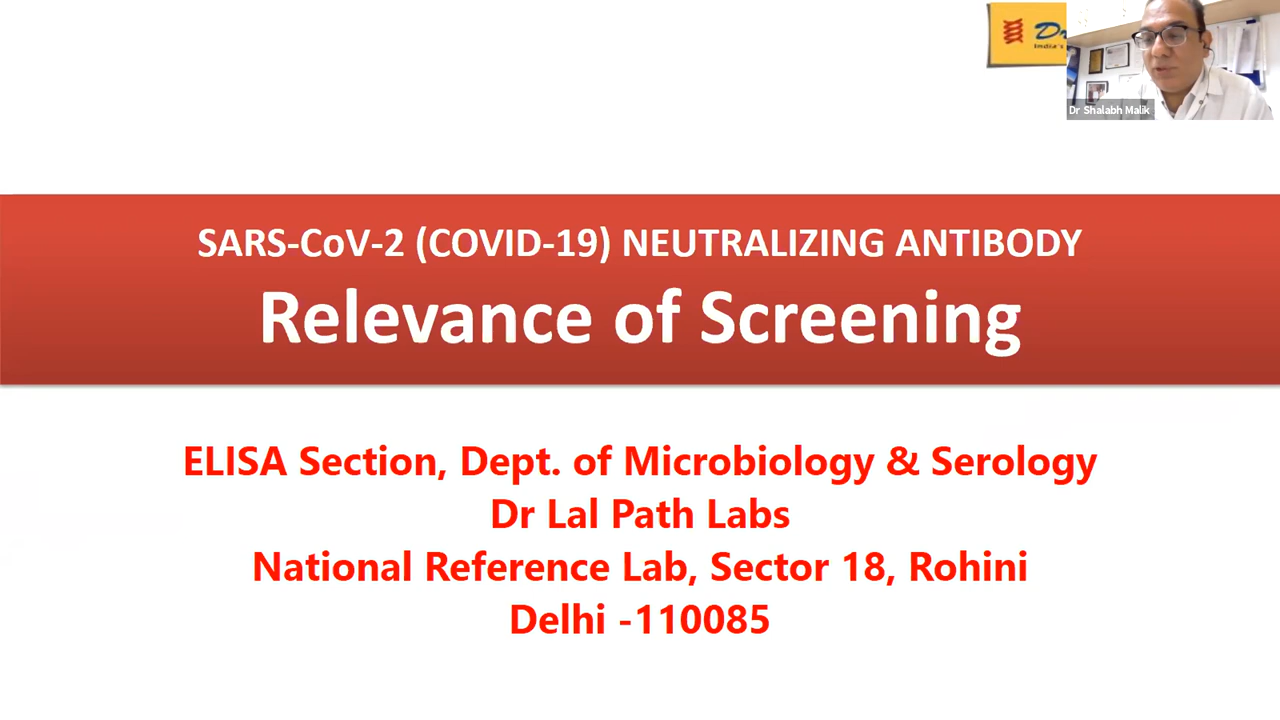 India's
Dr Shalabh Malik
SARS-CoV-2 (COVID-19) NEUTRALIZING ANTIBODY
Relevance of Screening
ELISA Section, Dept. of Microbiology & Serology
Dr Lal Path Labs
National Reference Lab, Sector 18, Rohini
Delhi -110085